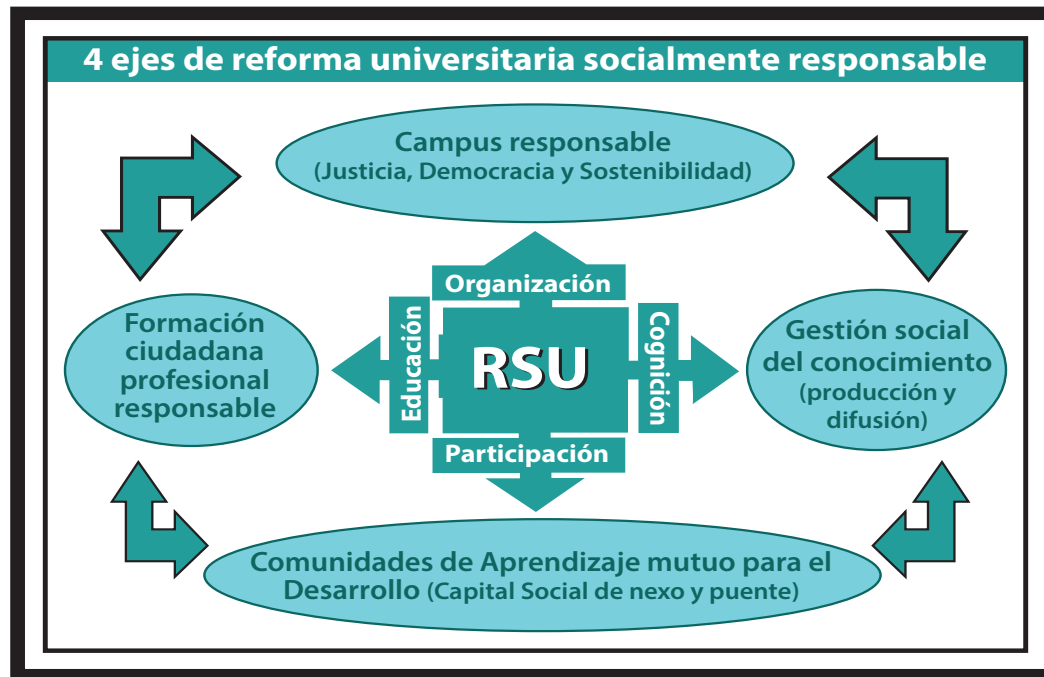 4 ejes de reforma universitaria socialmente responsable
Campus responsable
(Justicia, Democracia y Sostenibilidad)
Organización
Formación
ciudadana
profesional
responsable
Educación
RSU
Cognición
Gestión social
del conocimiento
(producción y
difusión)
Participación
Comunidades de Aprendizaje mutuo para el
Desarrollo (Capital Social de nexo y puente)